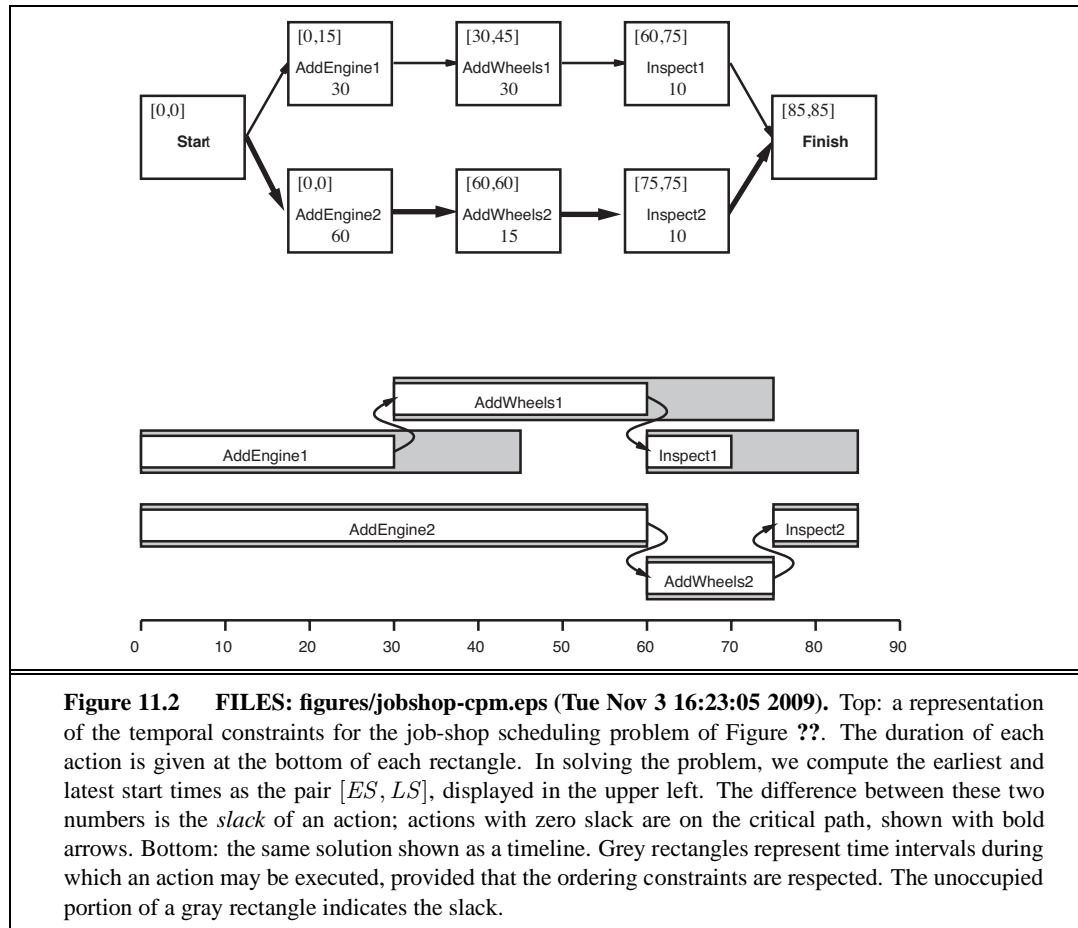 [0,15]
AddEngine1
30
[30,45]
AddWheels1
30
[60,75]
Inspect1
10
[0,0]
Start
[85,85]
Finish
[0,0]
AddEngine2
60
[60,60]
AddWheels2
15
[75,75]
Inspect2
10
AddWheels1
AddEngine1
Inspect1
AddEngine2
Inspect2
AddWheels2
0 10 20 30 40 50 60 70 80 90
Figure 11.2 FILES: figures/jobshop-cpm.eps (Tue Nov 3 16:23:05 2009). Top: a representation
of the temporal constraints for the job-shop scheduling problem of Figure ??. The duration of each
action is given at the bottom of each rectangle. In solving the problem, we compute the earliest and
latest start times as the pair [ES, LS], displayed in the upper left. The difference between these two
numbers is the slack of an action; actions with zero slack are on the critical path, shown with bold
arrows. Bottom: the same solution shown as a timeline. Grey rectangles represent time intervals during
which an action may be executed, provided that the ordering constraints are respected. The unoccupied
portion of a gray rectangle indicates the slack.